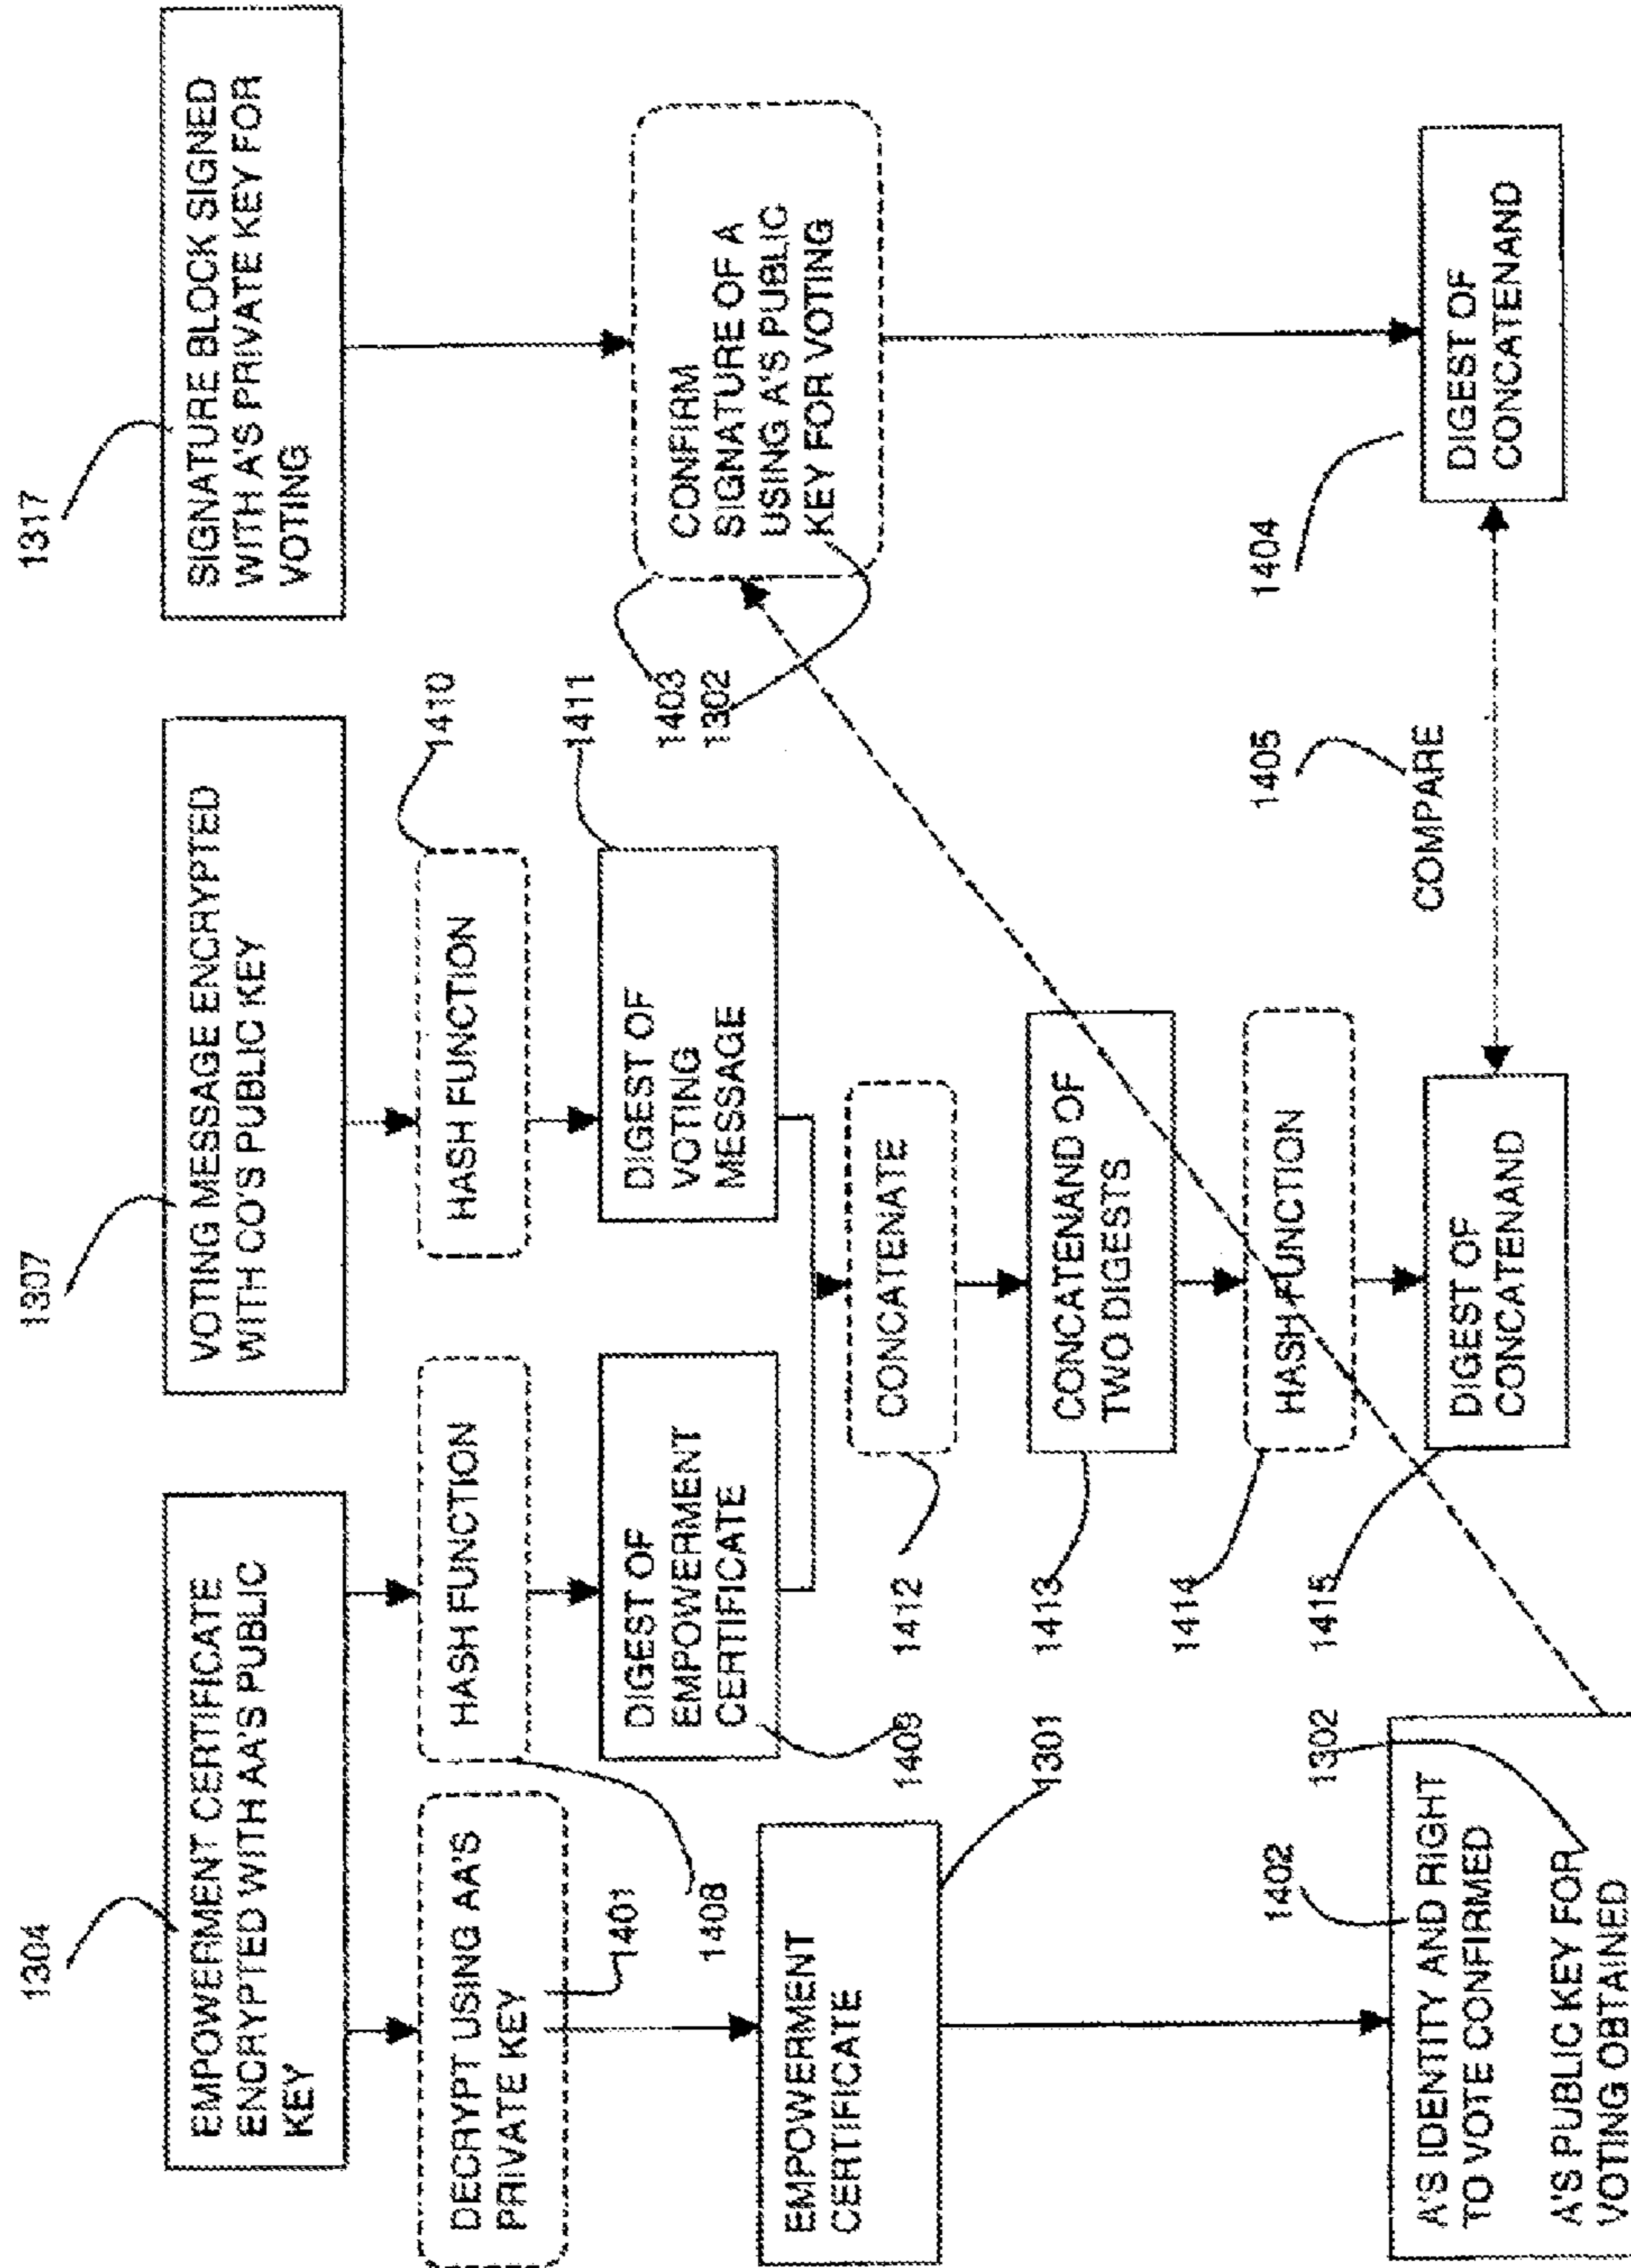 1304
EMPOWERMENT CERTIFICATE
ENCRYPTED WITH AA'S PUBLIC
KEY
1307
VOTING MESSAGE ENCRYPTED
WITH CO'S PUBLIC KEY
1317
SIGNATURE BLOCK SIGNED
WITH A'S PRIVATE KEY FOR
VOTING
DECRYPT USING AA'S
PRIVATE KEY
1401
HASH FUNCTION
1408
HASH FUNCTION
1410
EMPOWERMENT
CERTIFICATE
1301
DIGEST OF
EMPOWERMENT
CERTIFICATE
1409
DIGEST OF
VOTING
MESSAGE
1411
CONFIRM
SIGNATURE OF A
USING A'S PUBLIC
KEY FOR VOTING
1403
1302
CONCATENATE
1412
CONCATENAND OF
TWO DIGESTS
1413
HASH FUNCTION
1414
A'S IDENTITY AND RIGHT
TO VOTE CONFIRMED
A'S PUBLIC KEY FOR
VOTING OBTAINED
1402
1302
DIGEST OF
CONCATENAND
1415
1405
COMPARE
DIGEST OF
CONCATENAND
1404